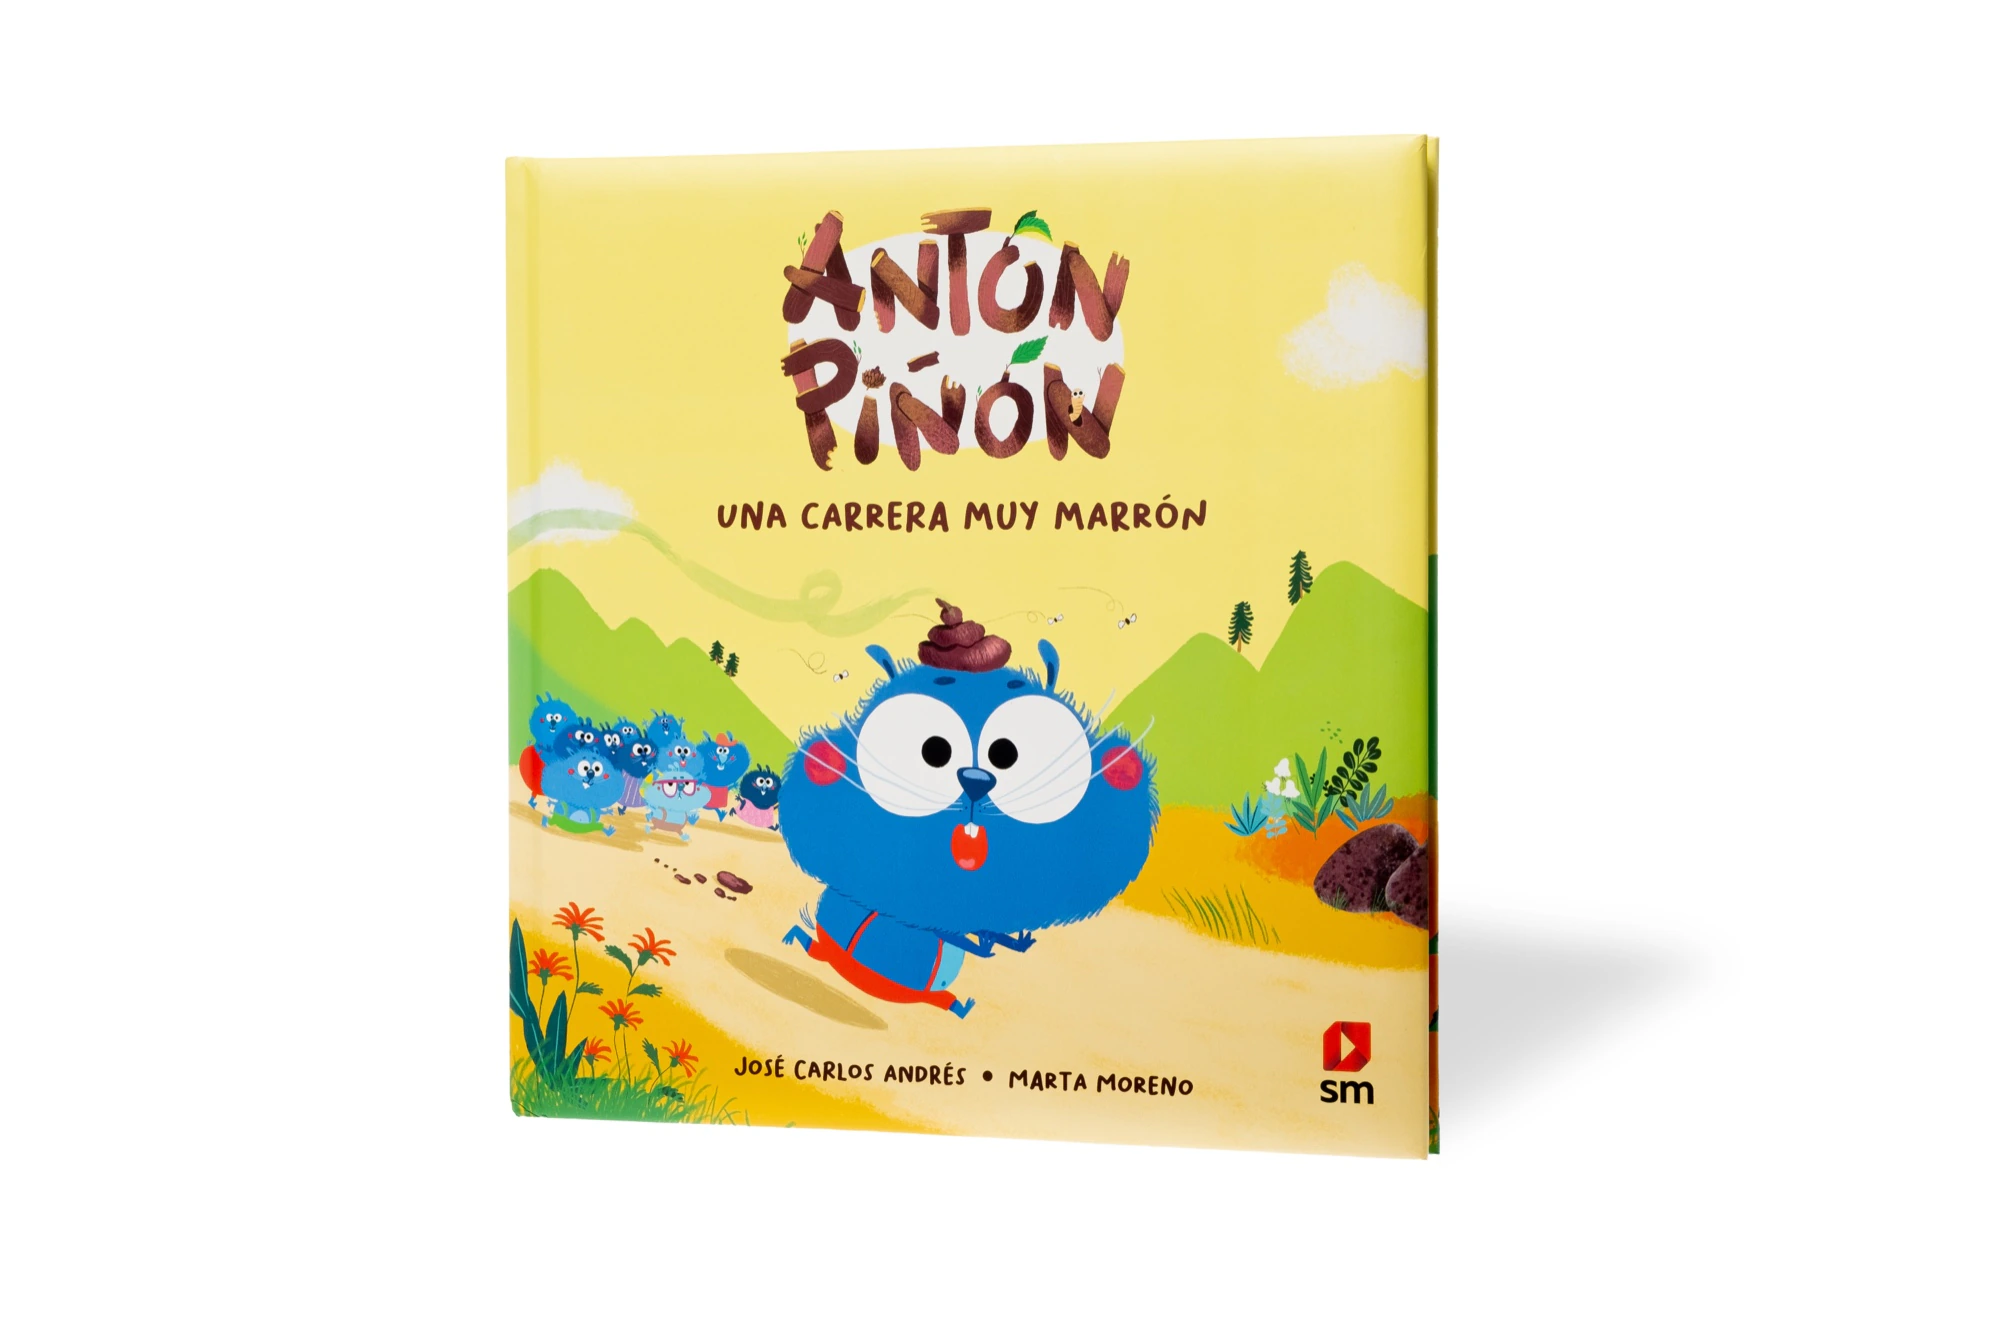 ANTÓN
PIÑÓN
UNA CARRERA MUY MARRÓN
JOSÉ CARLOS ANDRÉS • MARTA MORENO
sm